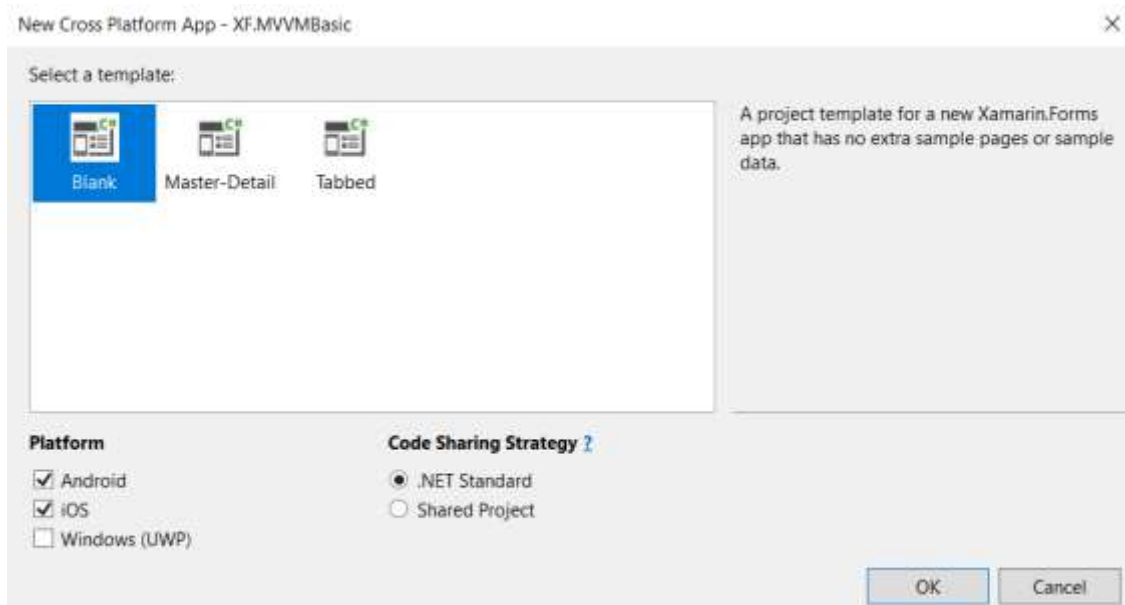 New Cross Platform App - XF.MVVMBasic
Select a template:
Blank
Master-Detail
Tabbed
A project template for a new Xamarin.Forms
app that has no extra sample pages or sample
data.
Platform
Android
iOS
Windows (UWP)
Code Sharing Strategy ?
.NET Standard
Shared Project
OK
Cancel